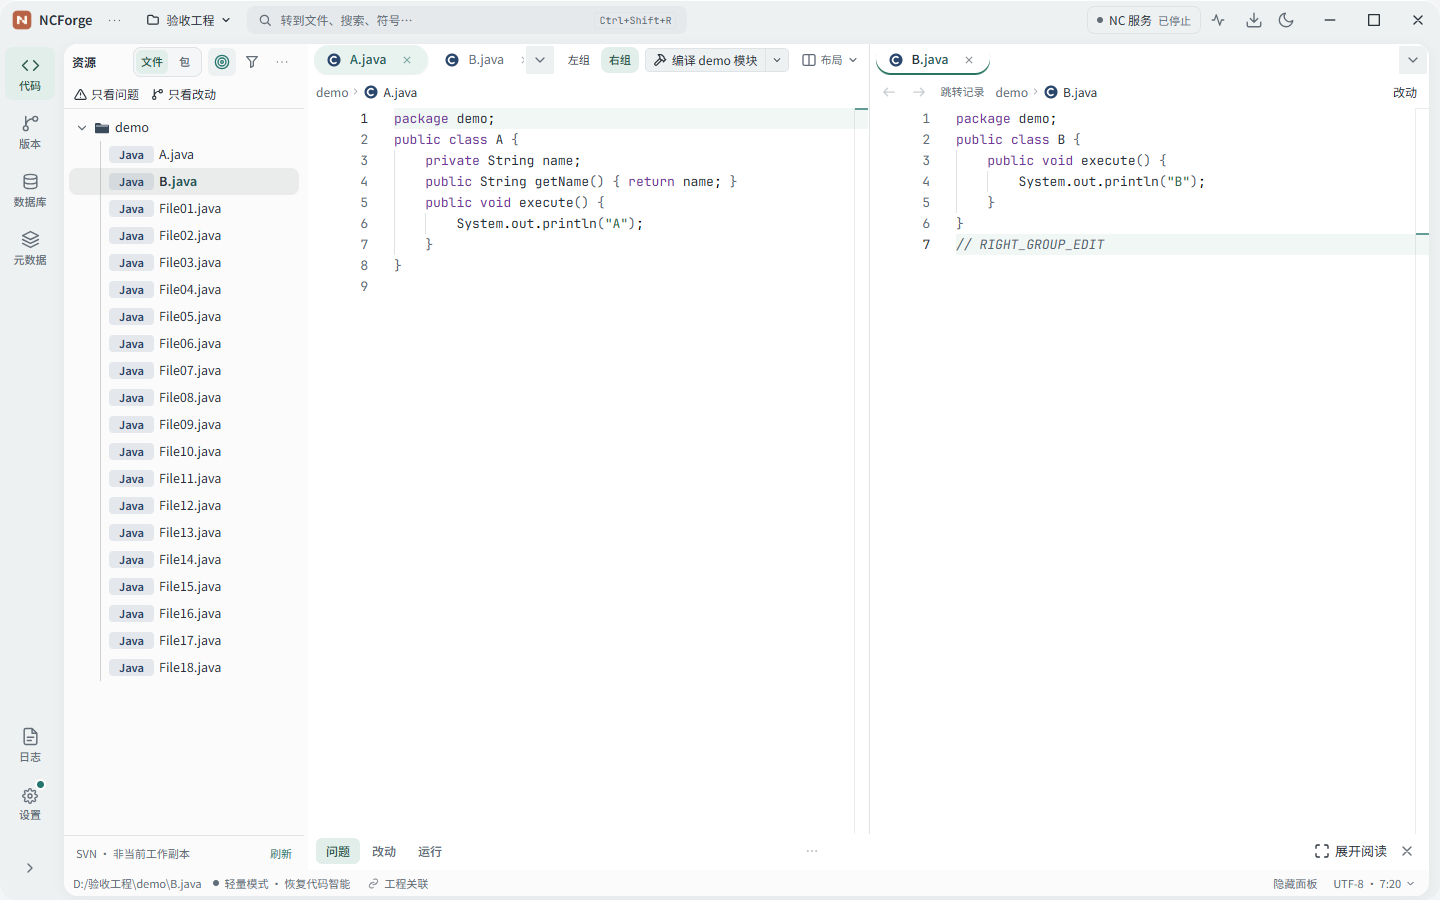 NCForge
验收工程
转到文件、搜索、符号… Ctrl+Shift+R
NC 服务 已停止
代码
版本
数据库
元数据
日志
设置
资源
文件 包
只看问题 只看改动
demo
Java A.java
Java B.java
Java File01.java
Java File02.java
Java File03.java
Java File04.java
Java File05.java
Java File06.java
Java File07.java
Java File08.java
Java File09.java
Java File10.java
Java File11.java
Java File12.java
Java File13.java
Java File14.java
Java File15.java
Java File16.java
Java File17.java
Java File18.java
SVN • 非当前工作副本 刷新
A.java B.java 左组 右组 编译 demo 模块 布局
demo A.java
1 package demo;
2 public class A {
3 private String name;
4 public String getName() { return name; }
5 public void execute() {
6 System.out.println("A");
7 }
8 }
9
B.java
跳转记录 demo B.java 改动
1 package demo;
2 public class B {
3 public void execute() {
4 System.out.println("B");
5 }
6 }
7 // RIGHT_GROUP_EDIT
问题 改动 运行 … 展开阅读
D:/验收工程\demo\B.java 轻量模式 • 恢复代码智能 工程关联 隐藏面板 UTF-8 • 7:20